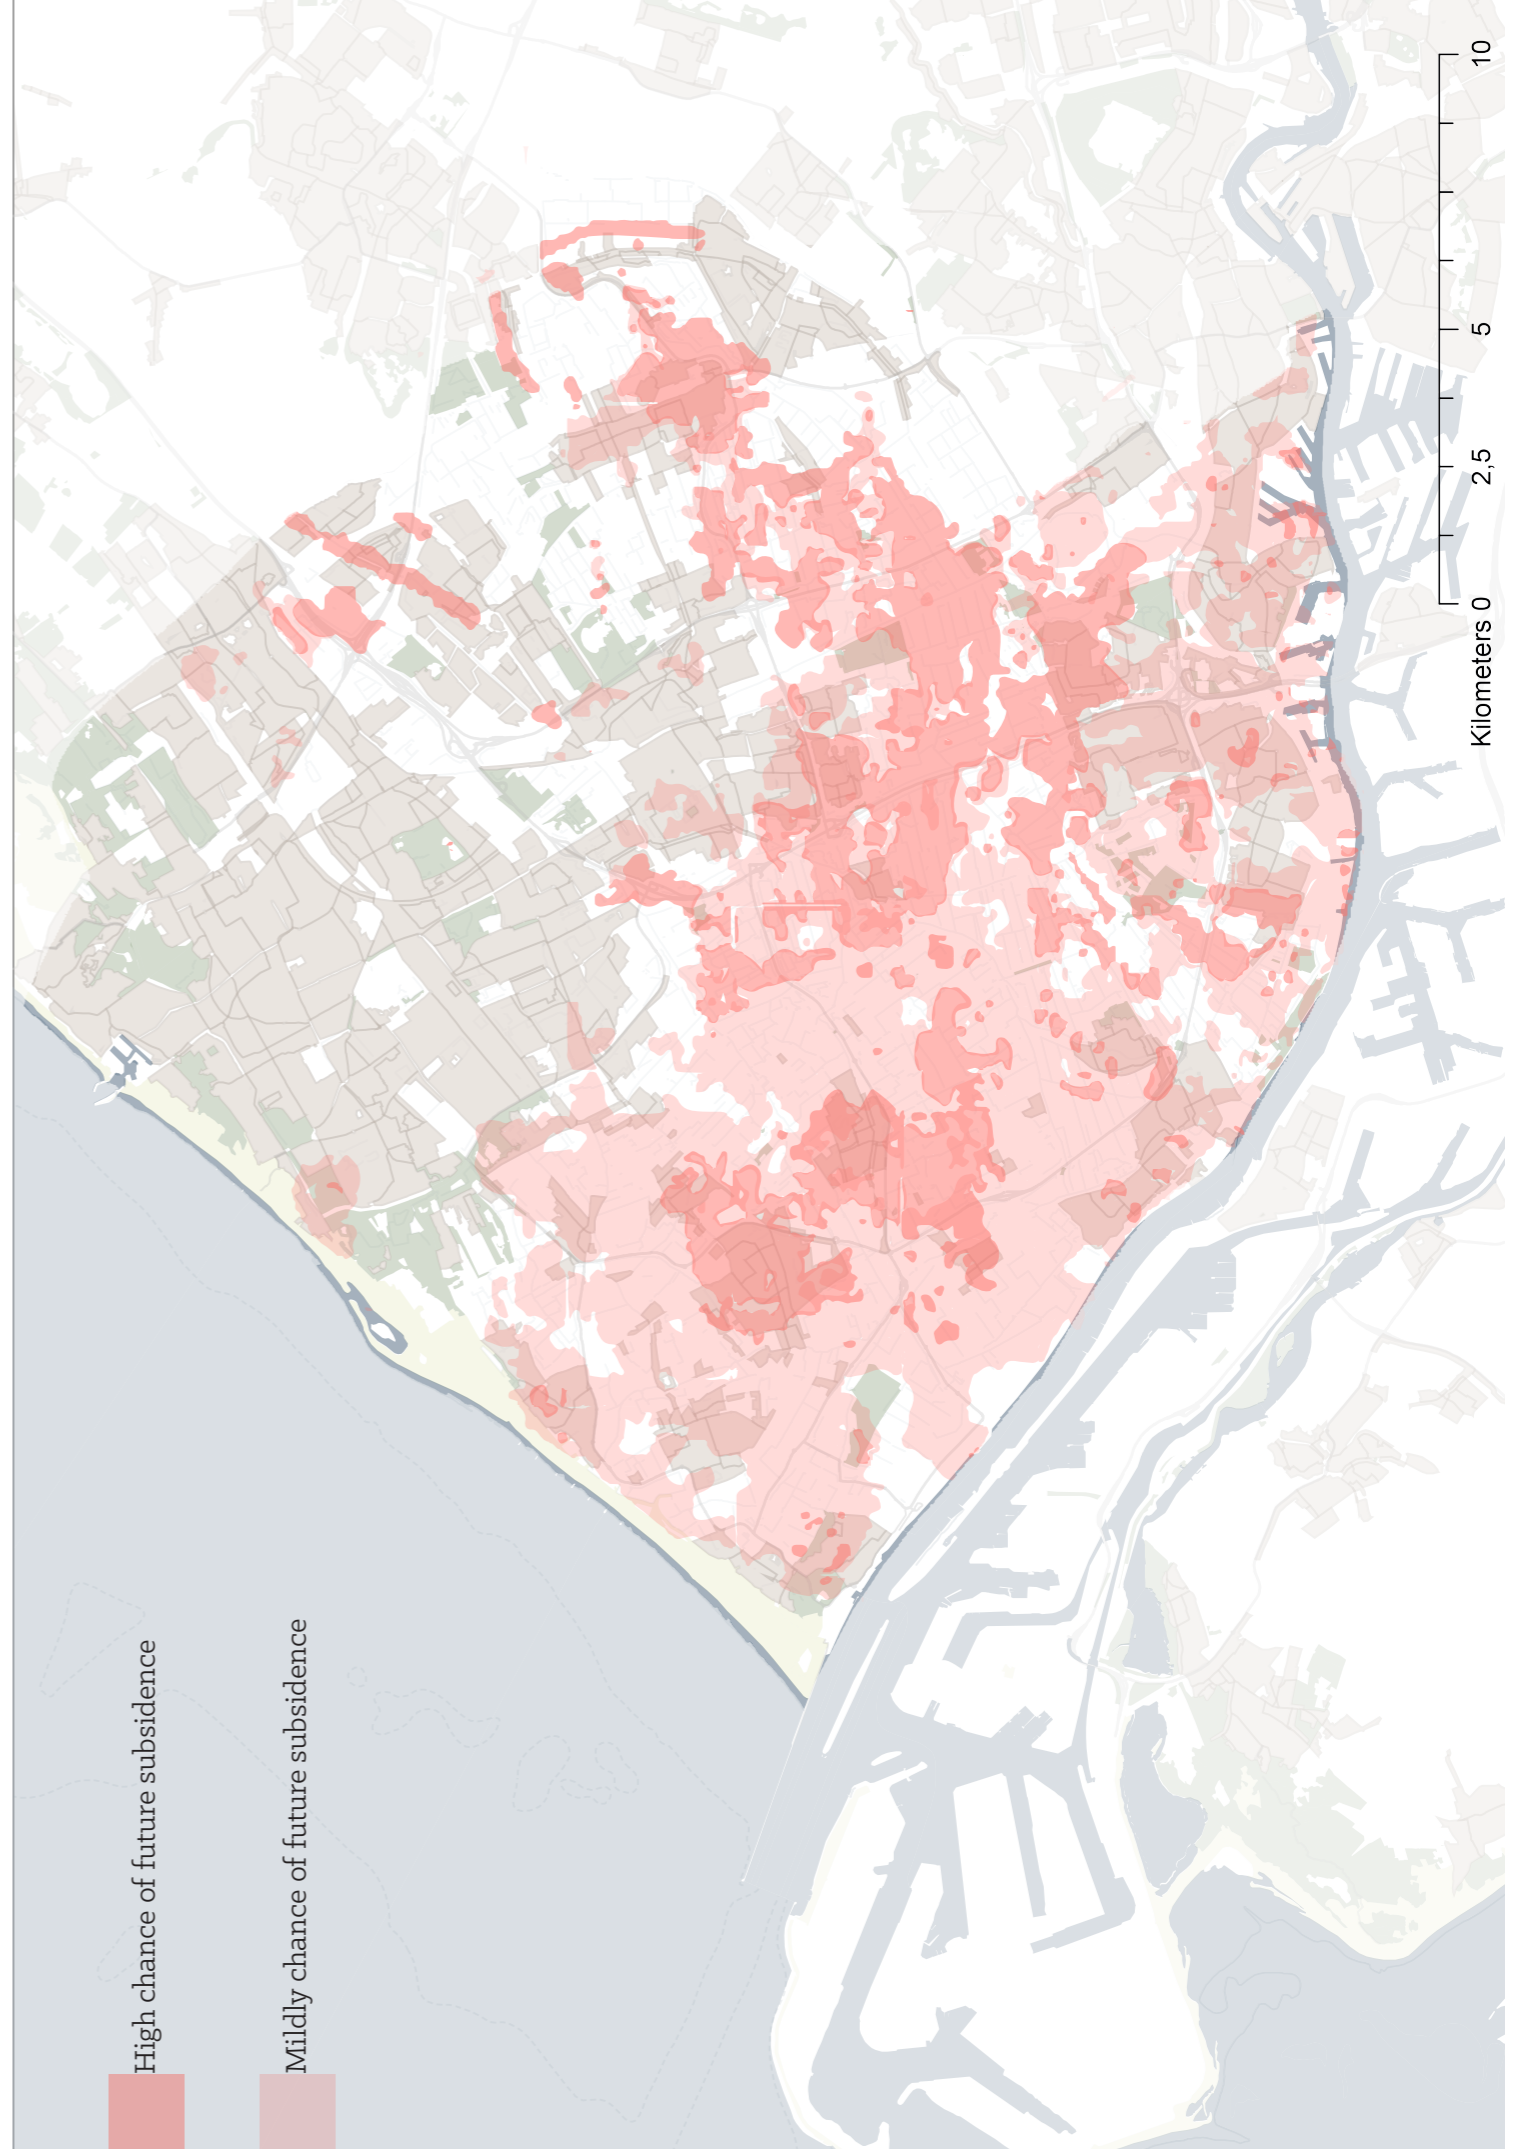 High chance of future subsidence
Mildly chance of future subsidence
Kilometers 0 2,5 5 10